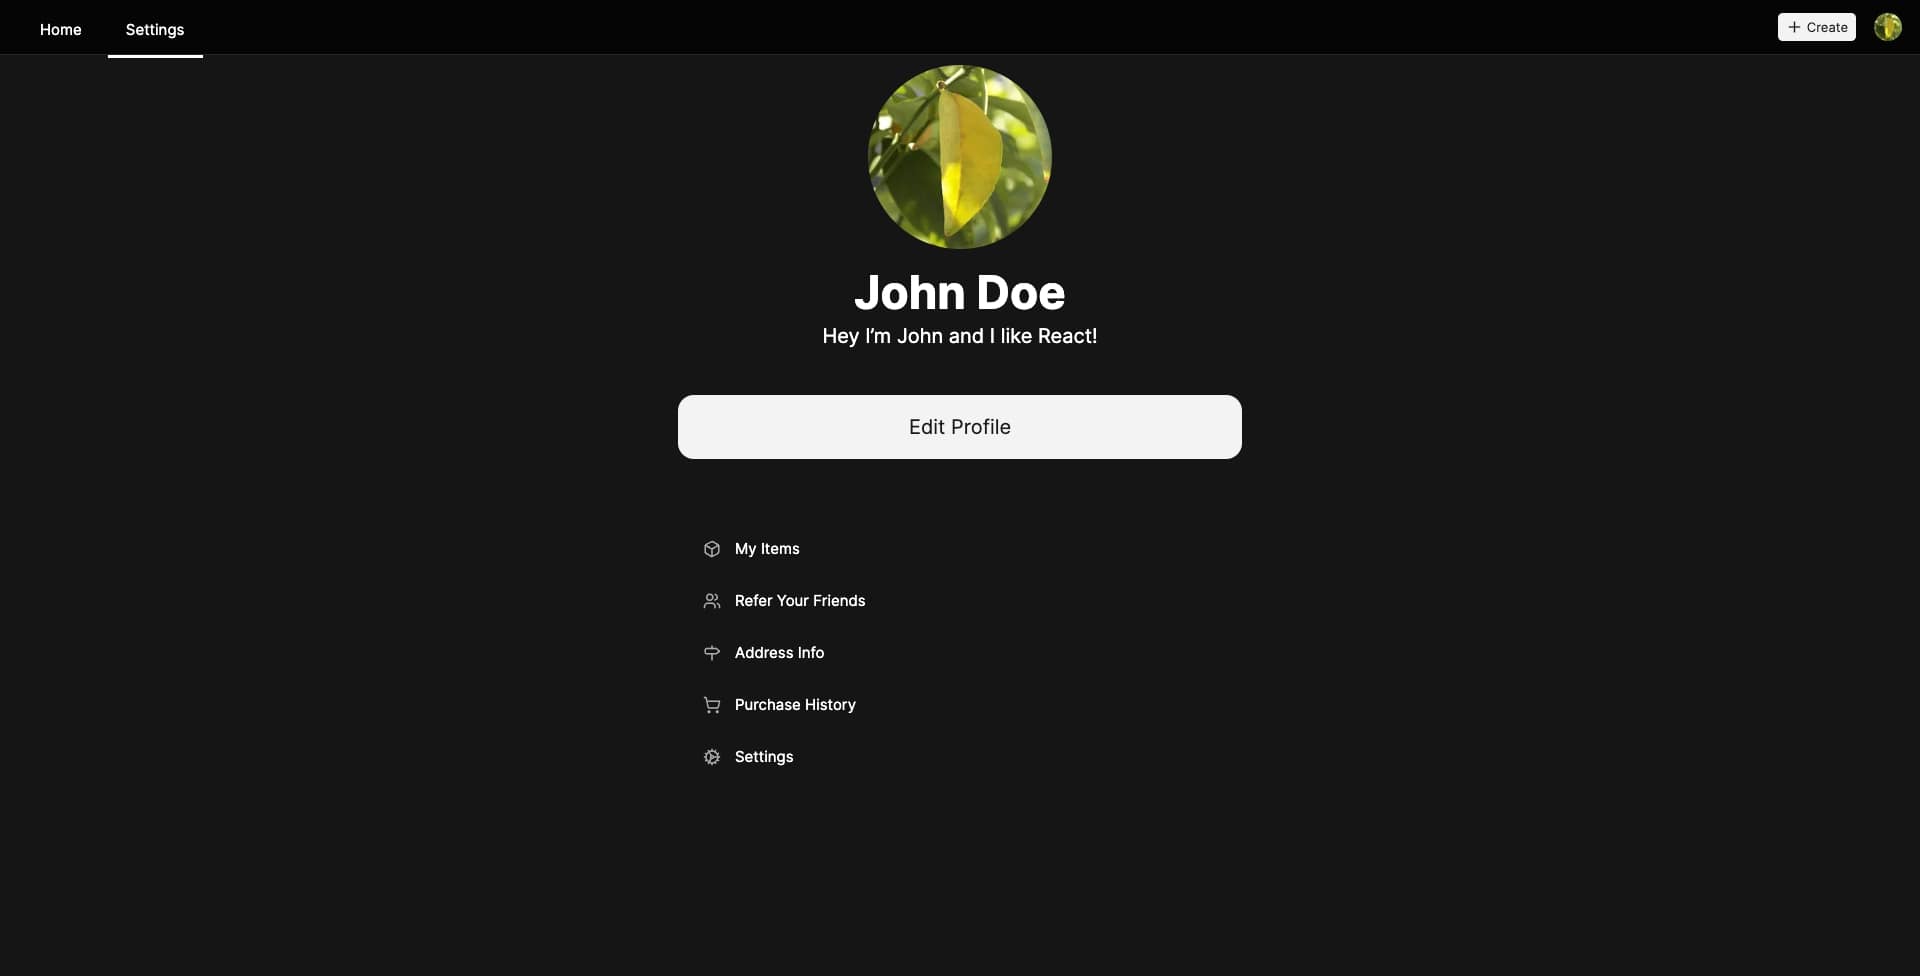 Home
Settings
Create
John Doe
Hey I’m John and I like React!
Edit Profile
My Items
Refer Your Friends
Address Info
Purchase History
Settings